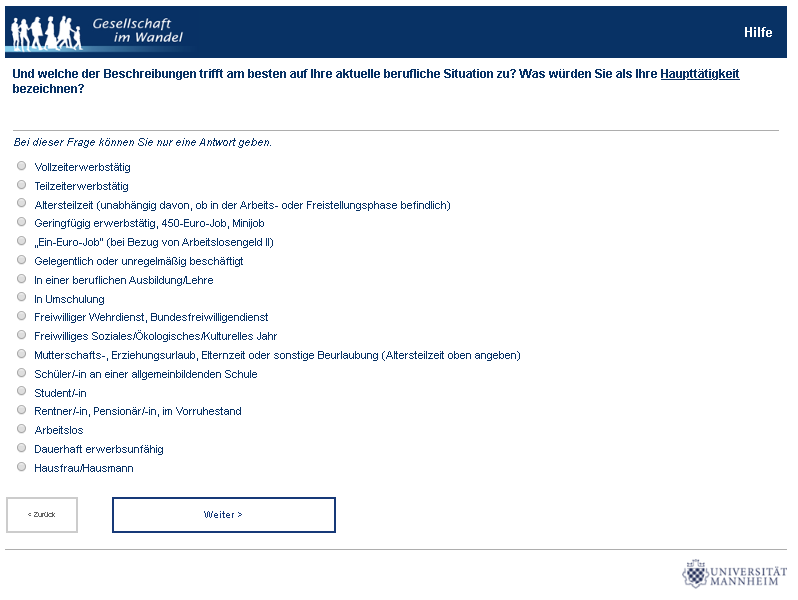 Gesellschaft
im Wandel
Hilfe
Und welche der Beschreibungen trifft am besten auf Ihre aktuelle berufliche Situation zu? Was würden Sie als Ihre Haupttätigkeit
bezeichnen?
Bei dieser Frage können Sie nur eine Antwort geben.
Vollzeiterwerbstätig
Teilzeiterwerbstätig
Altersteilzeit (unabhängig davon, ob in der Arbeits- oder Freistellungsphase befindlich)
Geringfügig erwerbstätig, 450-Euro-Job, Minijob
„Ein-Euro-Job" (bei Bezug von Arbeitslosengeld II)
Gelegentlich oder unregelmäßig beschäftigt
In einer beruflichen Ausbildung/Lehre
In Umschulung
Freiwilliger Wehrdienst, Bundesfreiwilligendienst
Freiwilliges Soziales/Ökologisches/Kulturelles Jahr
Mutterschafts-, Erziehungsurlaub, Elternzeit oder sonstige Beurlaubung (Altersteilzeit oben angeben)
Schüler/-in an einer allgemeinbildenden Schule
Student/-in
Rentner/-in, Pensionär/-in, im Vorruhestand
Arbeitslos
Dauerhaft erwerbsunfähig
Hausfrau/Hausmann
< Zurück
Weiter >
UNIVERSITÄT
MANNHEIM